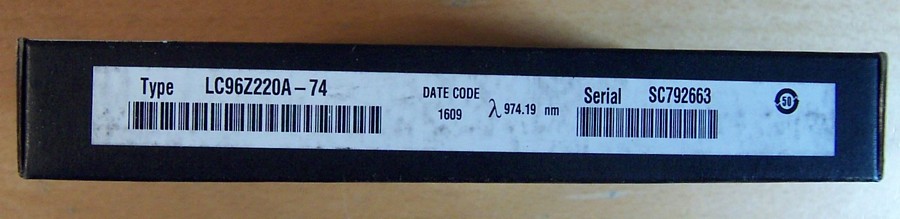 Type LC96Z220A-74
DATE CODE
1609
λ 974.19 nm
Serial SC792663
50